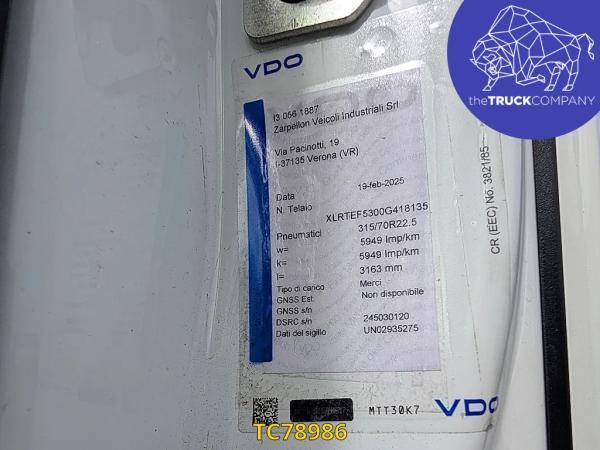 VDO
I3 056 1887
Zarpellon Veicoli Industriali Srl
Via Pacinotti, 19
I-37135 Verona (VR)
Data 19-feb-2025
N. Telaio XLRTEF5300G418135
Pneumatici 315/70R22.5
w= 5949 Imp/km
k= 5949 Imp/km
l= 3163 mm
Tipo di carico Merci
GNSS Est Non disponibile
GNSS s/n
DSRC s/n 245030120
Dati del sigillo UN02935275
CR (EEC) No. 3821/85
MTT30K7 VDO
theTRUCKCOMPANY
TC78986